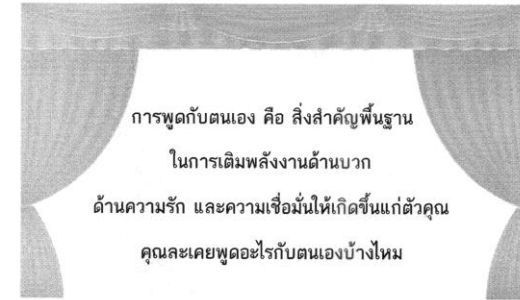 การพูดกับตนเอง คือ สิ่งสำคัญพื้นฐาน
ในการเติมพลังงานด้านบวก
ด้านความรัก และความเชื่อมั่นให้เกิดขึ้นแก่ตัวคุณ
คุณละเคยพูดอะไรกับตนเองบ้างไหม